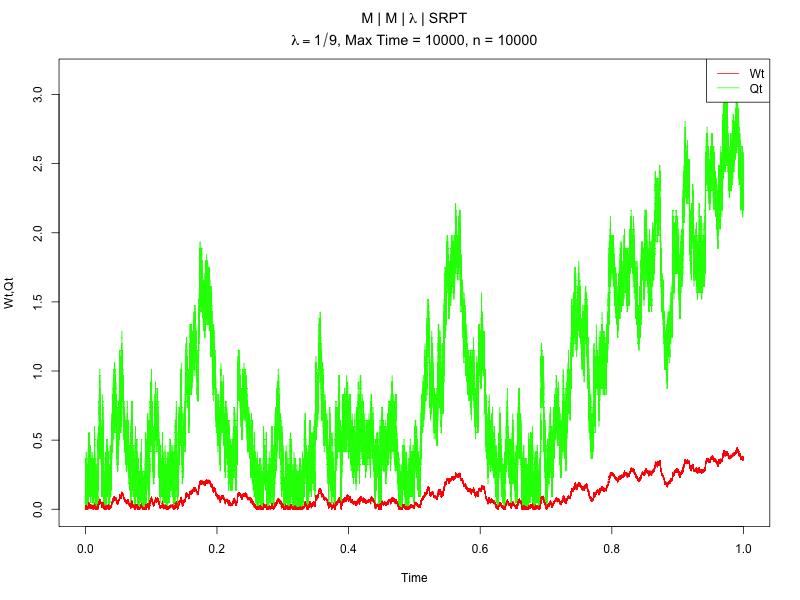 M | M | λ | SRPT
λ = 1/9, Max Time = 10000, n = 10000
Wt
Qt
3.0
2.5
2.0
1.5
1.0
0.5
0.0
Wt,Qt
0.0 0.2 0.4 0.6 0.8 1.0
Time